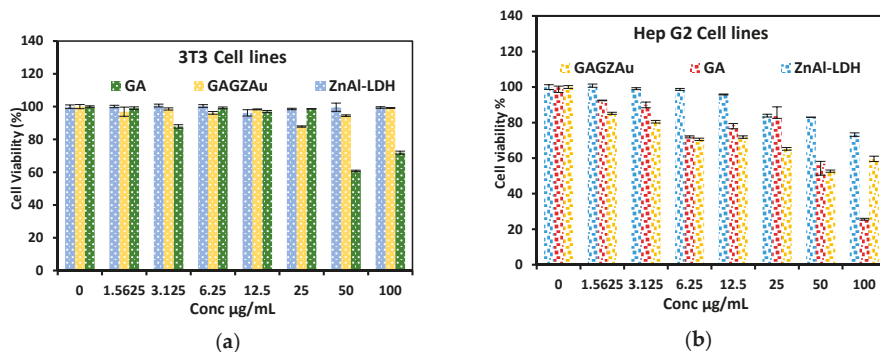 3T3 Cell lines
GA GAGZAu ZnAl-LDH
Cell Viability (%)
140
120
100
80
60
40
20
0
0 1.5625 3.125 6.25 12.5 25 50 100
Conc µg/mL
(a)
Hep G2 Cell lines
GAGZAu GA ZnAl-LDH
Cell viability %
140
120
100
80
60
40
20
0
0 1.5625 3.125 6.25 12.5 25 50 100
Conc µg/mL
(b)